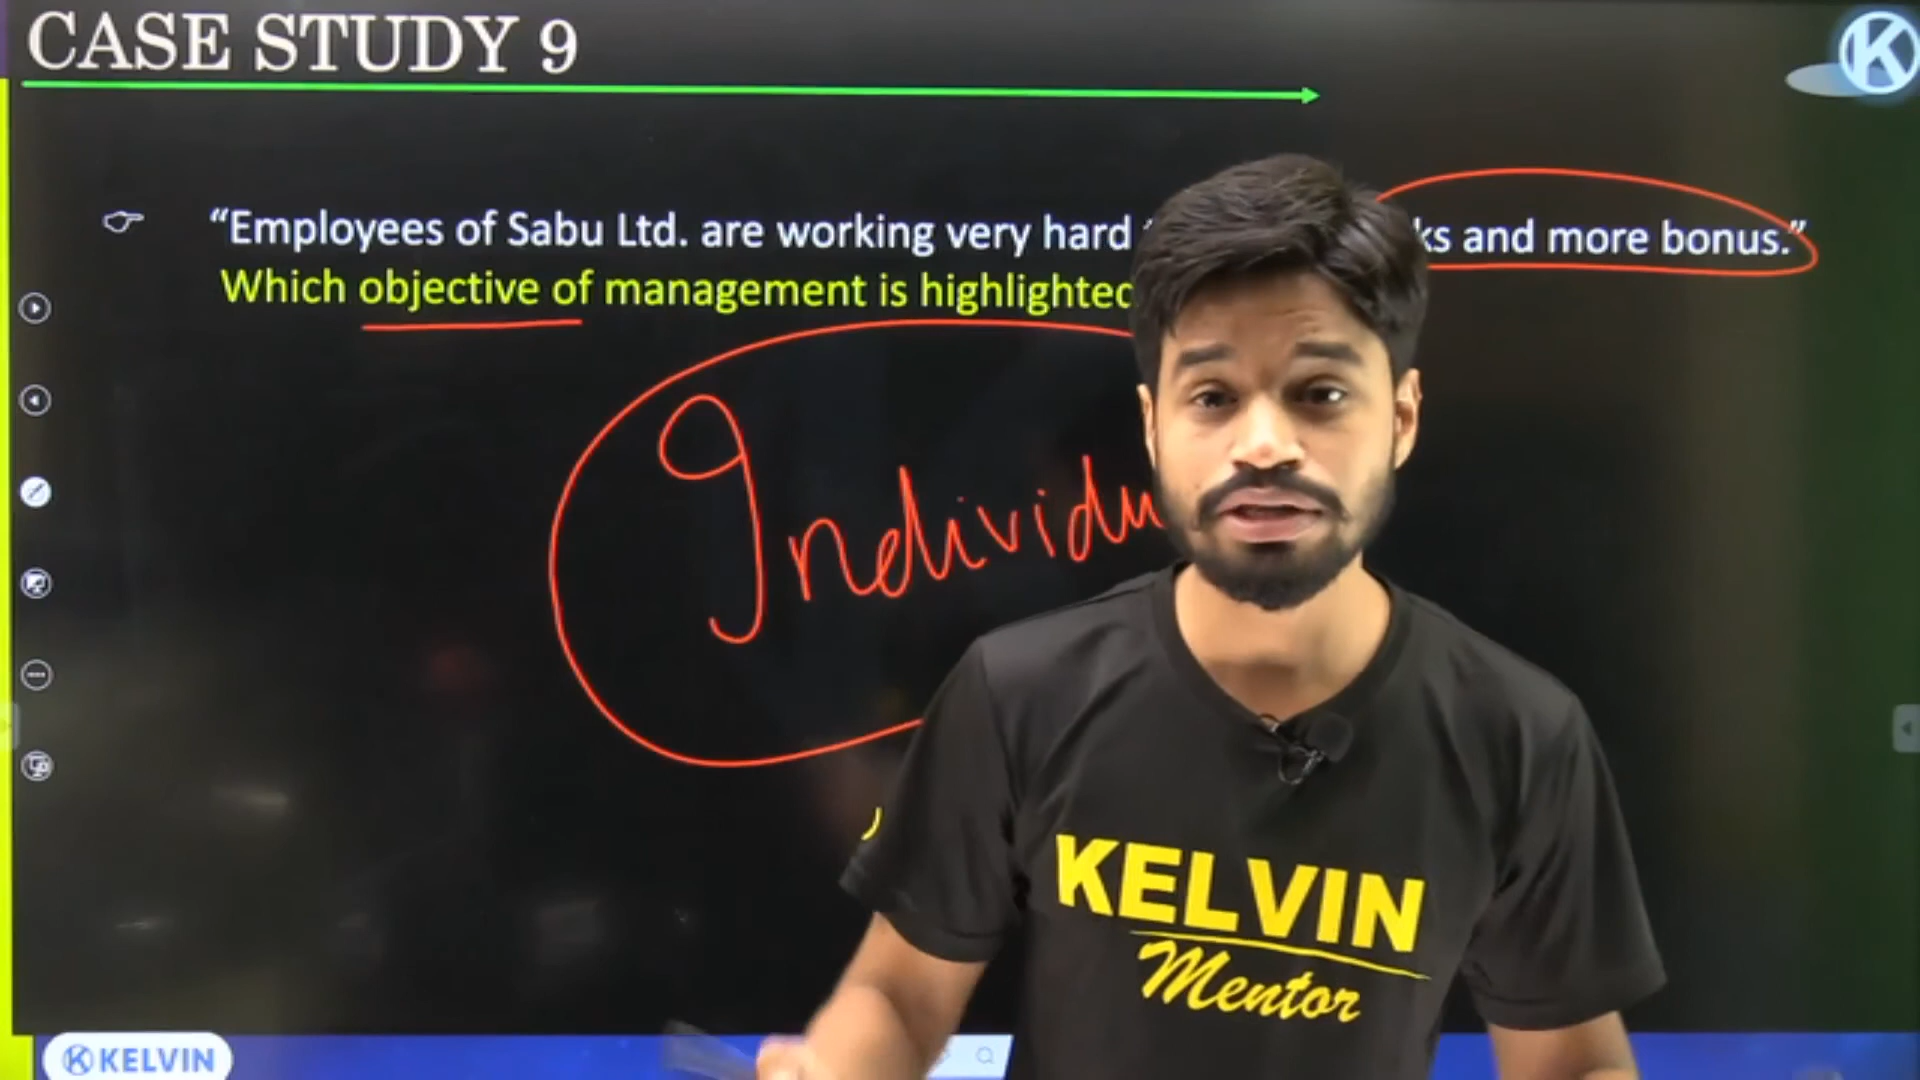 CASE STUDY 9
K
“Employees of Sabu Ltd. are working very hard and more bonus.”
Which objective of management is highlighted
Individu
KELVIN
Mentor
KELVIN